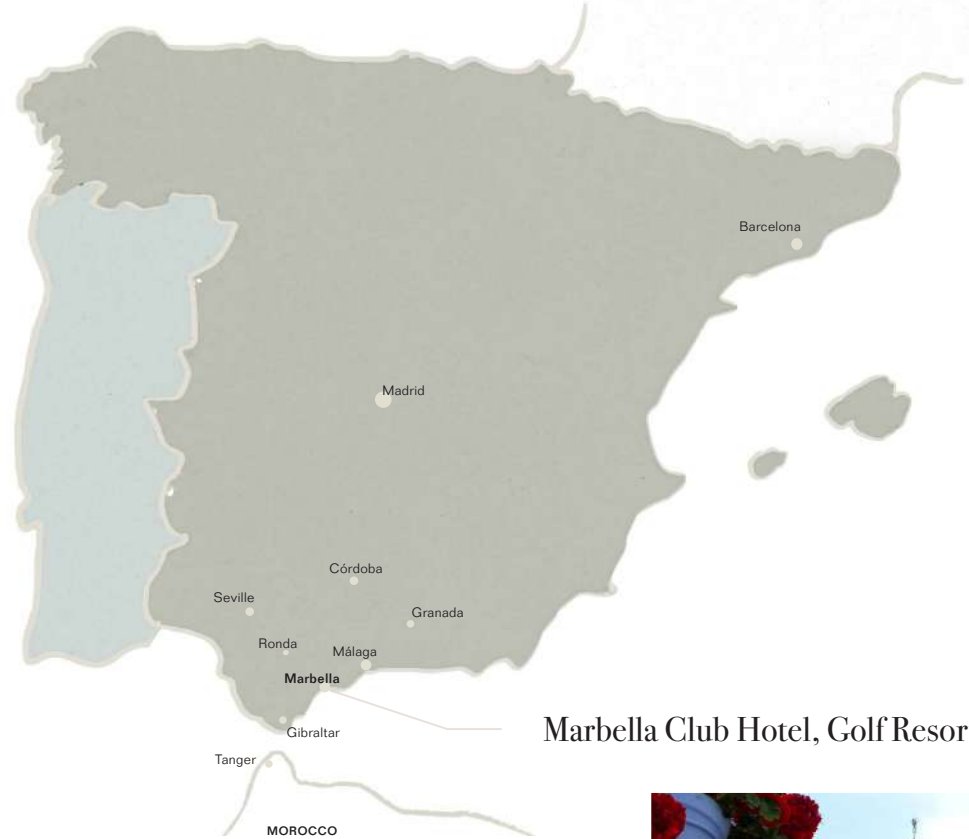 Barcelona
Madrid
Córdoba
Seville
Granada
Ronda
Málaga
Marbella
Marbella Club Hotel, Golf Resor
Gibraltar
Tanger
MOROCCO